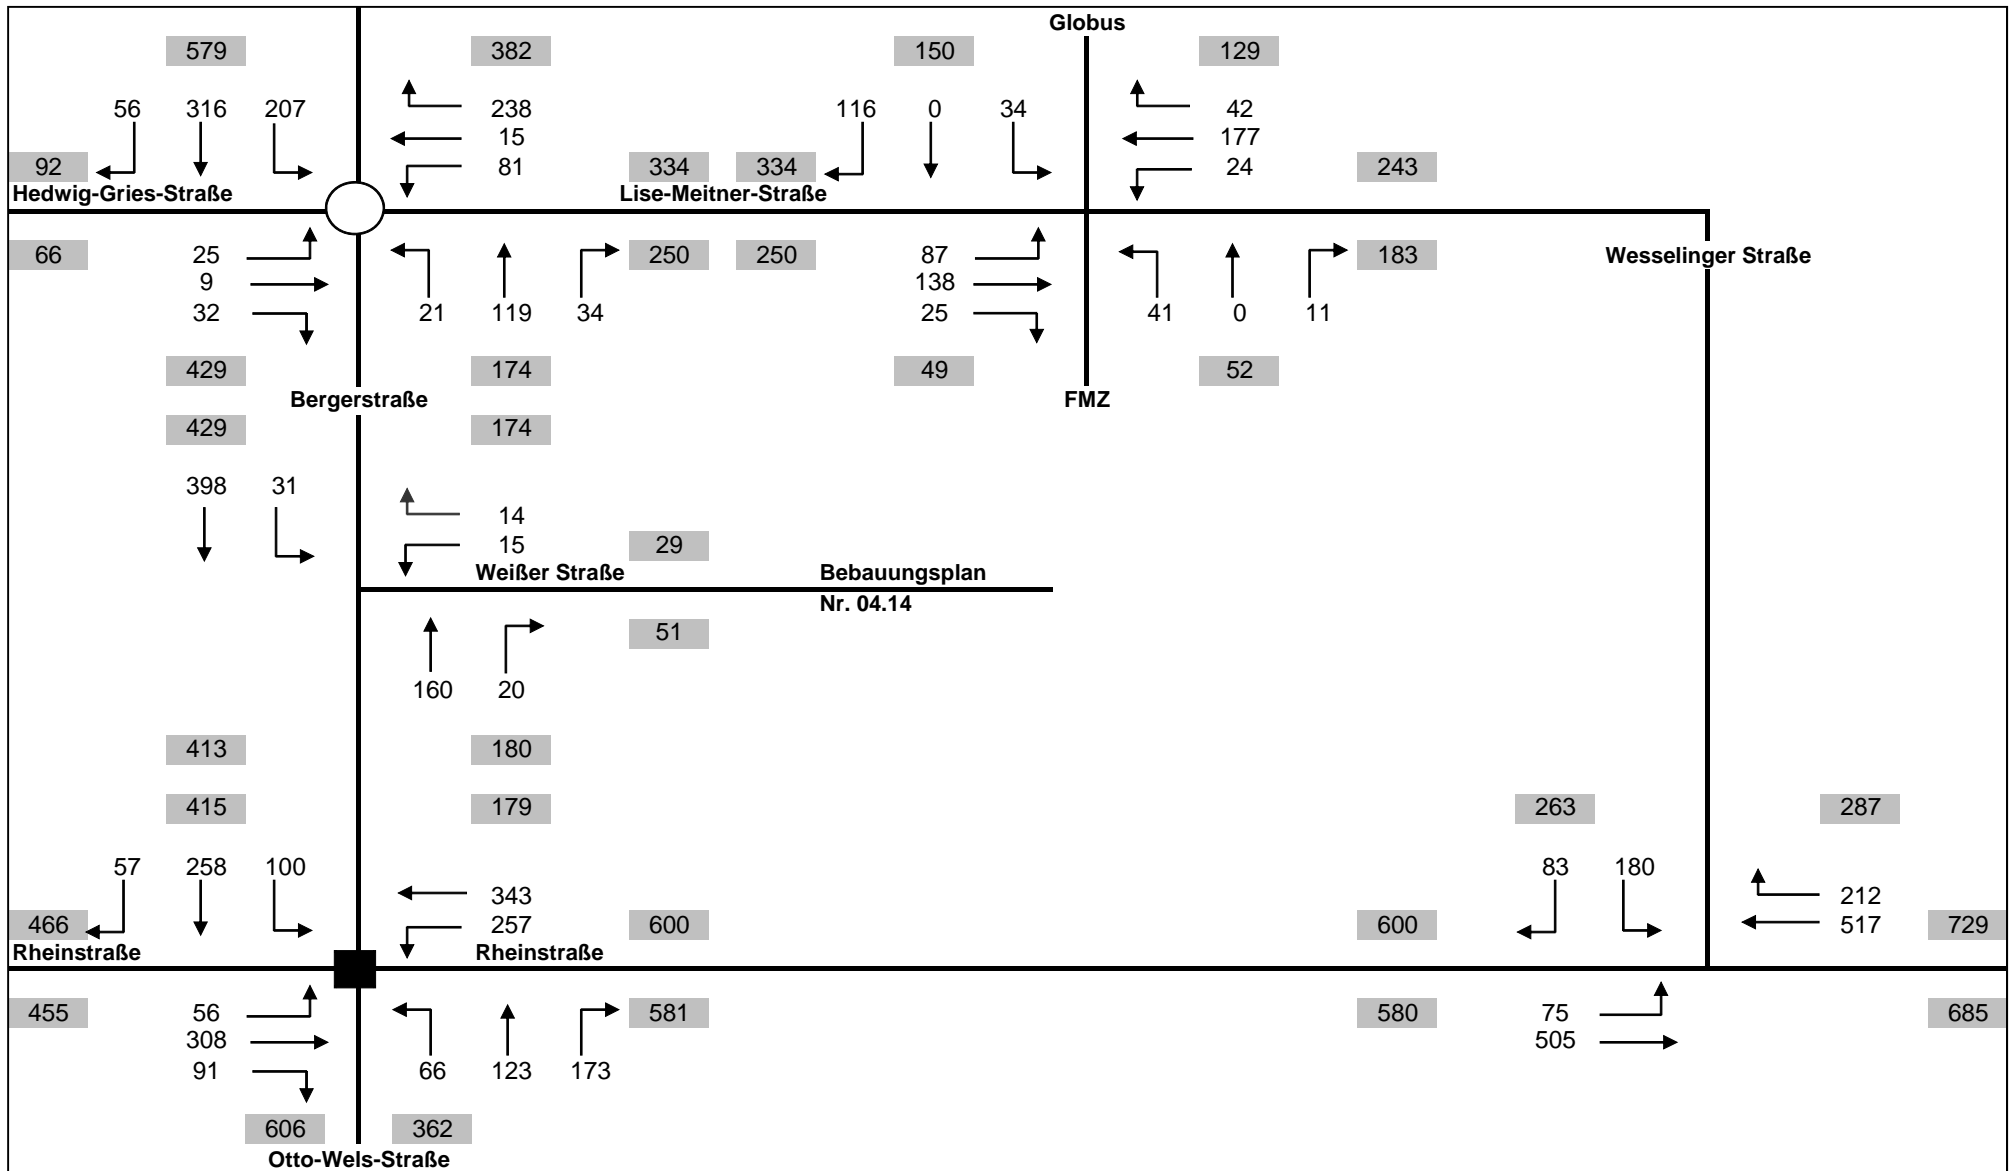 Globus
579 382 150 129
56 316 207 238 116 0 34 42
15 177
92 81 334 334 24 243
Hedwig-Gries-Straße Lise-Meitner-Straße
66 25 250 250 87 183 Wesselinger Straße
9 138
32 21 119 34 25 41 0 11
429 174 49 52
Bergerstraße FMZ
429 174
398 31
14
15 29
Weißer Straße Bebauungsplan
Nr. 04.14
51
160 20
413 180
415 179 263 287
57 258 100 83 180
343 212
466 257 600 600 517 729
Rheinstraße Rheinstraße
455 56 581 580 75 685
308 505
91 66 123 173
606 362
Otto-Wels-Straße